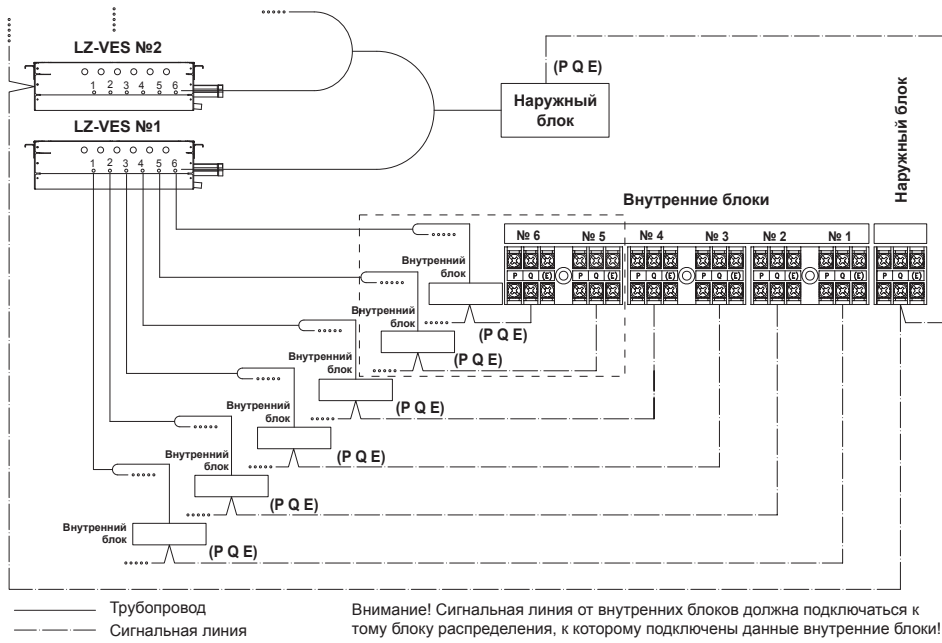 LZ-VES №2
1 2 3 4 5 6
LZ-VES №1
1 2 3 4 5 6
(P Q E)
Наружный
блок
Наружный блок
Внутренние блоки
№ 6 № 5 № 4 № 3 № 2 № 1
P Q (E) P Q (E) P Q (E) P Q (E) P Q (E) P Q (E) P Q (E)
Внутренний
блок
(P Q E)
Внутренний
блок
(P Q E)
Внутренний
блок
(P Q E)
Внутренний
блок
(P Q E)
Внутренний
блок
(P Q E)
Внутренний
блок
(P Q E)
Трубопровод
Сигнальная линия
Внимание! Сигнальная линия от внутренних блоков должна подключаться к
тому блоку распределения, к которому подключены данные внутренние блоки!